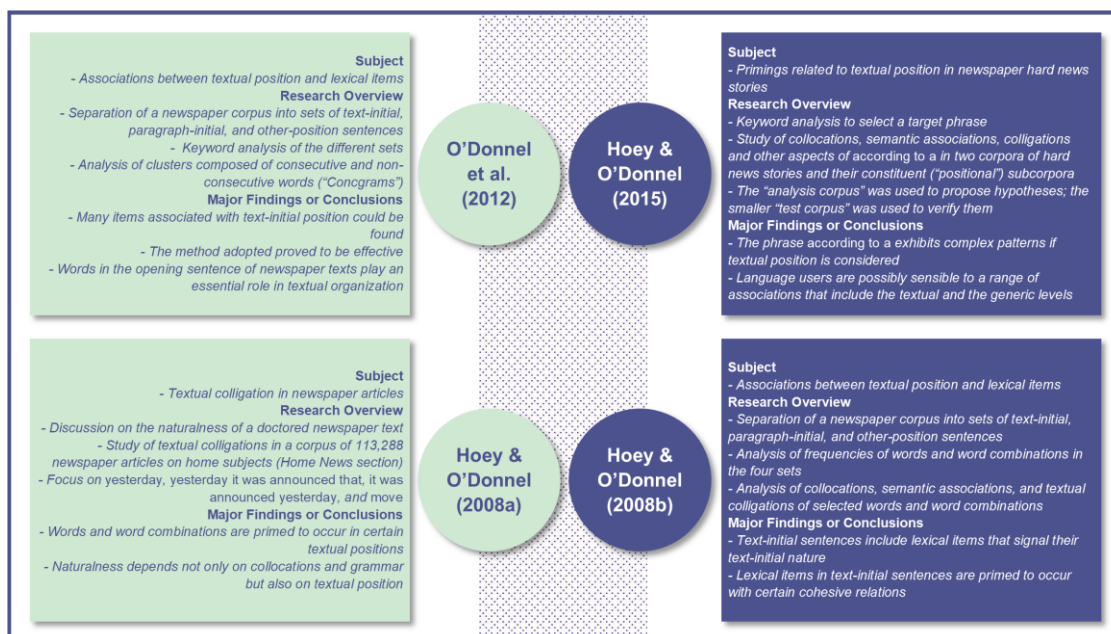 Subject
- Associations between textual position and lexical items
Research Overview
- Separation of a newspaper corpus into sets of text-initial,
paragraph-initial, and other-position sentences
- Keyword analysis of the different sets
- Analysis of clusters composed of consecutive and non-
consecutive words (“Concgrams”)
Major Findings or Conclusions
- Many items associated with text-initial position could be
found
- The method adopted proved to be effective
- Words in the opening sentence of newspaper texts play an
essential role in textual organization
O’Donnel
et al.
(2012)
Hoey &
O’Donnel
(2015)
Subject
- Primings related to textual position in newspaper hard news
stories
Research Overview
- Keyword analysis to select a target phrase
- Study of collocations, semantic associations, colligations
and other aspects of according to a in two corpora of hard
news stories and their constituent (“positional”) subcorpora
- The “analysis corpus” was used to propose hypotheses; the
smaller “test corpus” was used to verify them
Major Findings or Conclusions
- The phrase according to a exhibits complex patterns if
textual position is considered
- Language users are possibly sensible to a range of
associations that include the textual and the generic levels
Subject
- Textual colligation in newspaper articles
Research Overview
- Discussion on the naturalness of a doctored newspaper text
- Study of textual colligations in a corpus of 113,288
newspaper articles on home subjects (Home News section)
- Focus on yesterday, yesterday it was announced that, it was
announced yesterday, and move
Major Findings or Conclusions
- Words and word combinations are primed to occur in certain
textual positions
- Naturalness depends not only on collocations and grammar
but also on textual position
Hoey &
O’Donnel
(2008a)
Hoey &
O’Donnel
(2008b)
Subject
- Associations between textual position and lexical items
Research Overview
- Separation of a newspaper corpus into sets of text-initial,
paragraph-initial, and other-position sentences
- Analysis of frequencies of words and word combinations in
the four sets
- Analysis of collocations, semantic associations, and textual
colligations of selected words and word combinations
Major Findings or Conclusions
- Text-initial sentences include lexical items that signal their
text-initial nature
- Lexical items in text-initial sentences are primed to occur
with certain cohesive relations